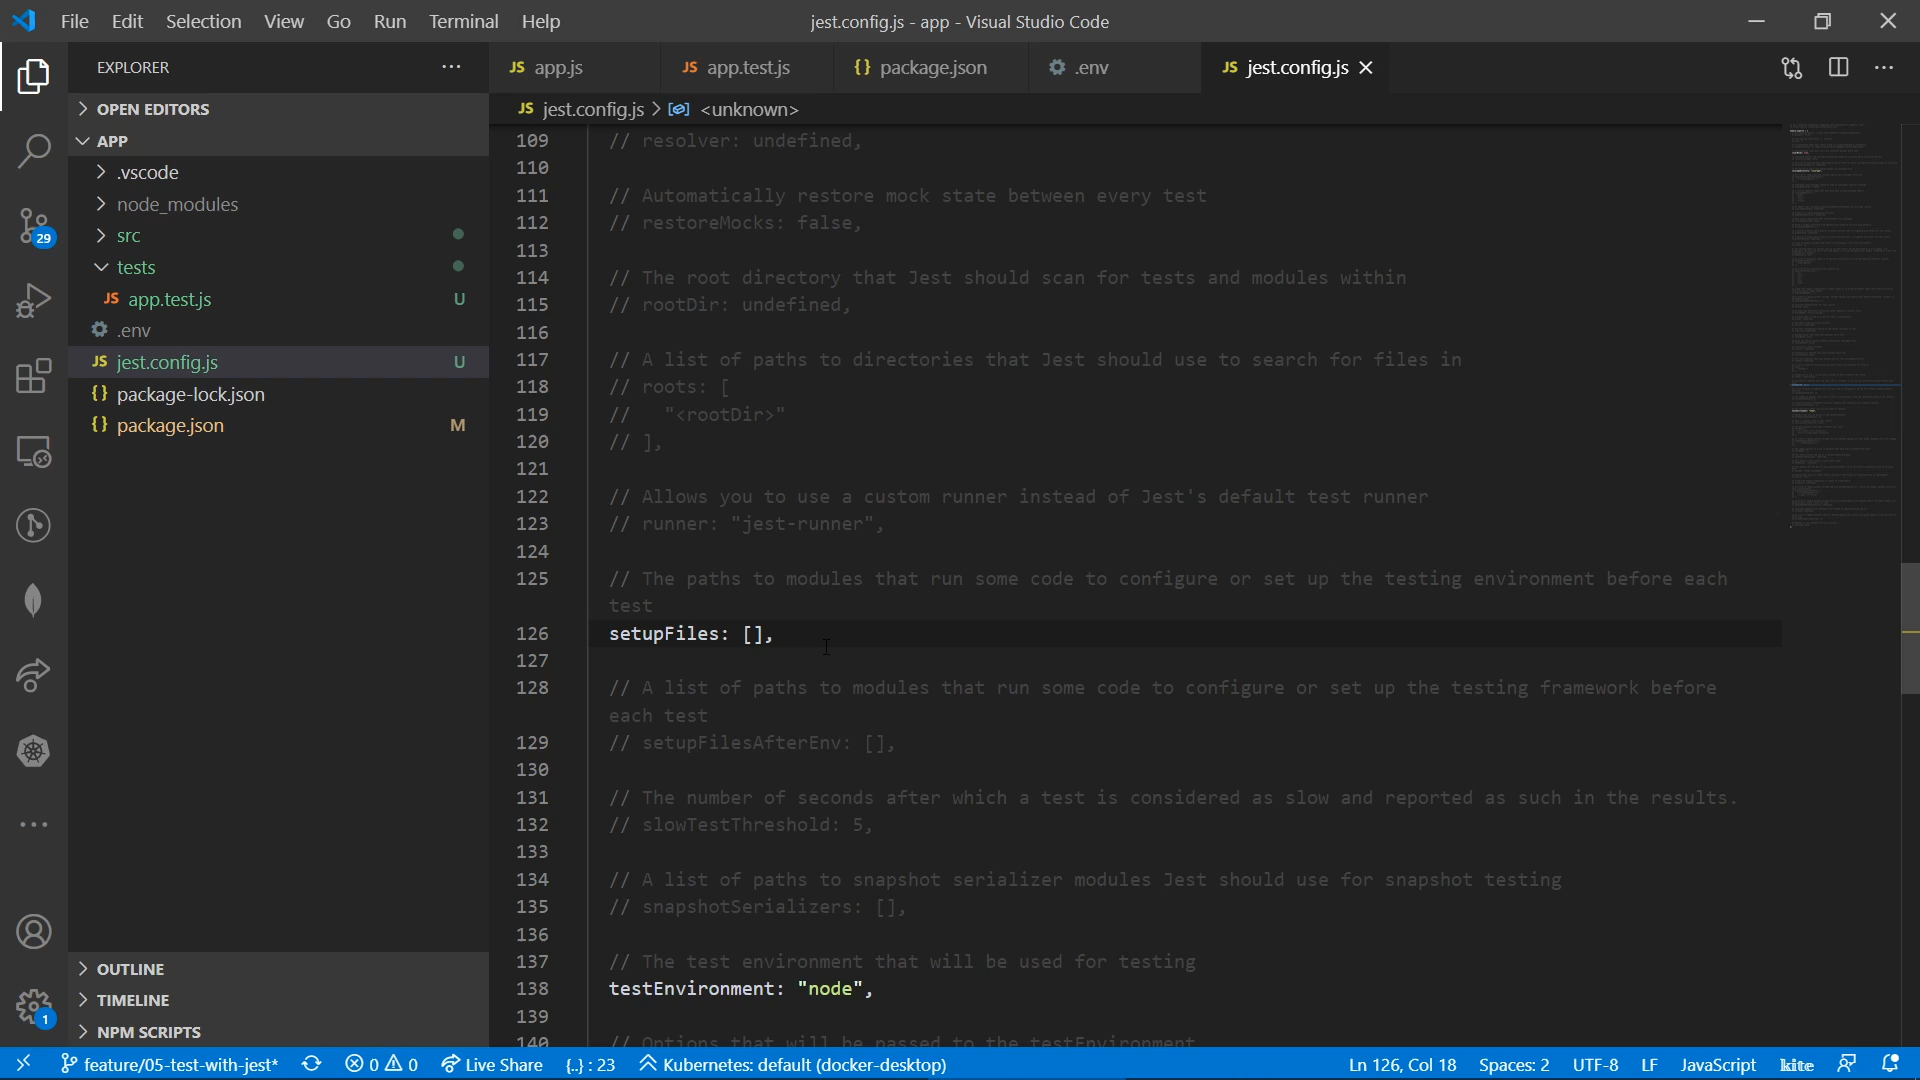 File Edit Selection View Go Run Terminal Help
jest.config.js - app - Visual Studio Code
EXPLORER
JS app.js
JS app.test.js
{} package.json
.env
JS jest.config.js
OPEN EDITORS
JS jest.config.js > <unknown>
APP
.vscode
node_modules
src
tests
JS app.test.js U
.env
JS jest.config.js U
{} package-lock.json
{} package.json M
29
1
OUTLINE
TIMELINE
NPM SCRIPTS
109 // resolver: undefined,
110
111 // Automatically restore mock state between every test
112 // restoreMocks: false,
113
114 // The root directory that Jest should scan for tests and modules within
115 // rootDir: undefined,
116
117 // A list of paths to directories that Jest should use to search for files in
118 // roots: [
119 //   "<rootDir>"
120 // ],
121
122 // Allows you to use a custom runner instead of Jest's default test runner
123 // runner: "jest-runner",
124
125 // The paths to modules that run some code to configure or set up the testing environment before each
test
126 setupFiles: [],
127
128 // A list of paths to modules that run some code to configure or set up the testing framework before
each test
129 // setupFilesAfterEnv: [],
130
131 // The number of seconds after which a test is considered as slow and reported as such in the results.
132 // slowTestThreshold: 5,
133
134 // A list of paths to snapshot serializer modules Jest should use for snapshot testing
135 // snapshotSerializers: [],
136
137 // The test environment that will be used for testing
138 testEnvironment: "node",
139
140 // Options that will be passed to the testEnvironment
feature/05-test-with-jest* 0 0 Live Share {..} : 23 Kubernetes: default (docker-desktop) Ln 126, Col 18 Spaces: 2 UTF-8 LF JavaScript kite